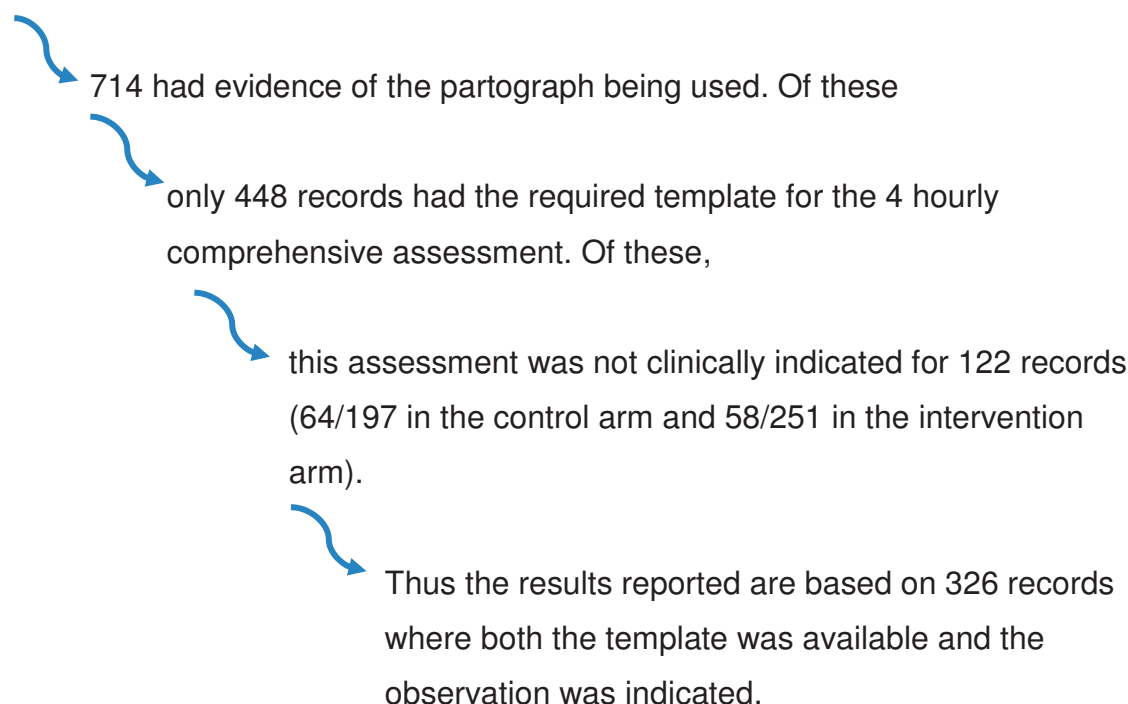 714 had evidence of the partograph being used. Of these
only 448 records had the required template for the 4 hourly
comprehensive assessment. Of these,
this assessment was not clinically indicated for 122 records
(64/197 in the control arm and 58/251 in the intervention
arm).
Thus the results reported are based on 326 records
where both the template was available and the
observation was indicated.